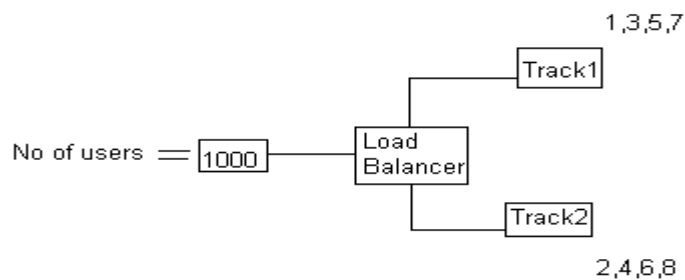 1,3,5,7
Track1
No of users = 1000
Load
Balancer
Track2
2,4,6,8